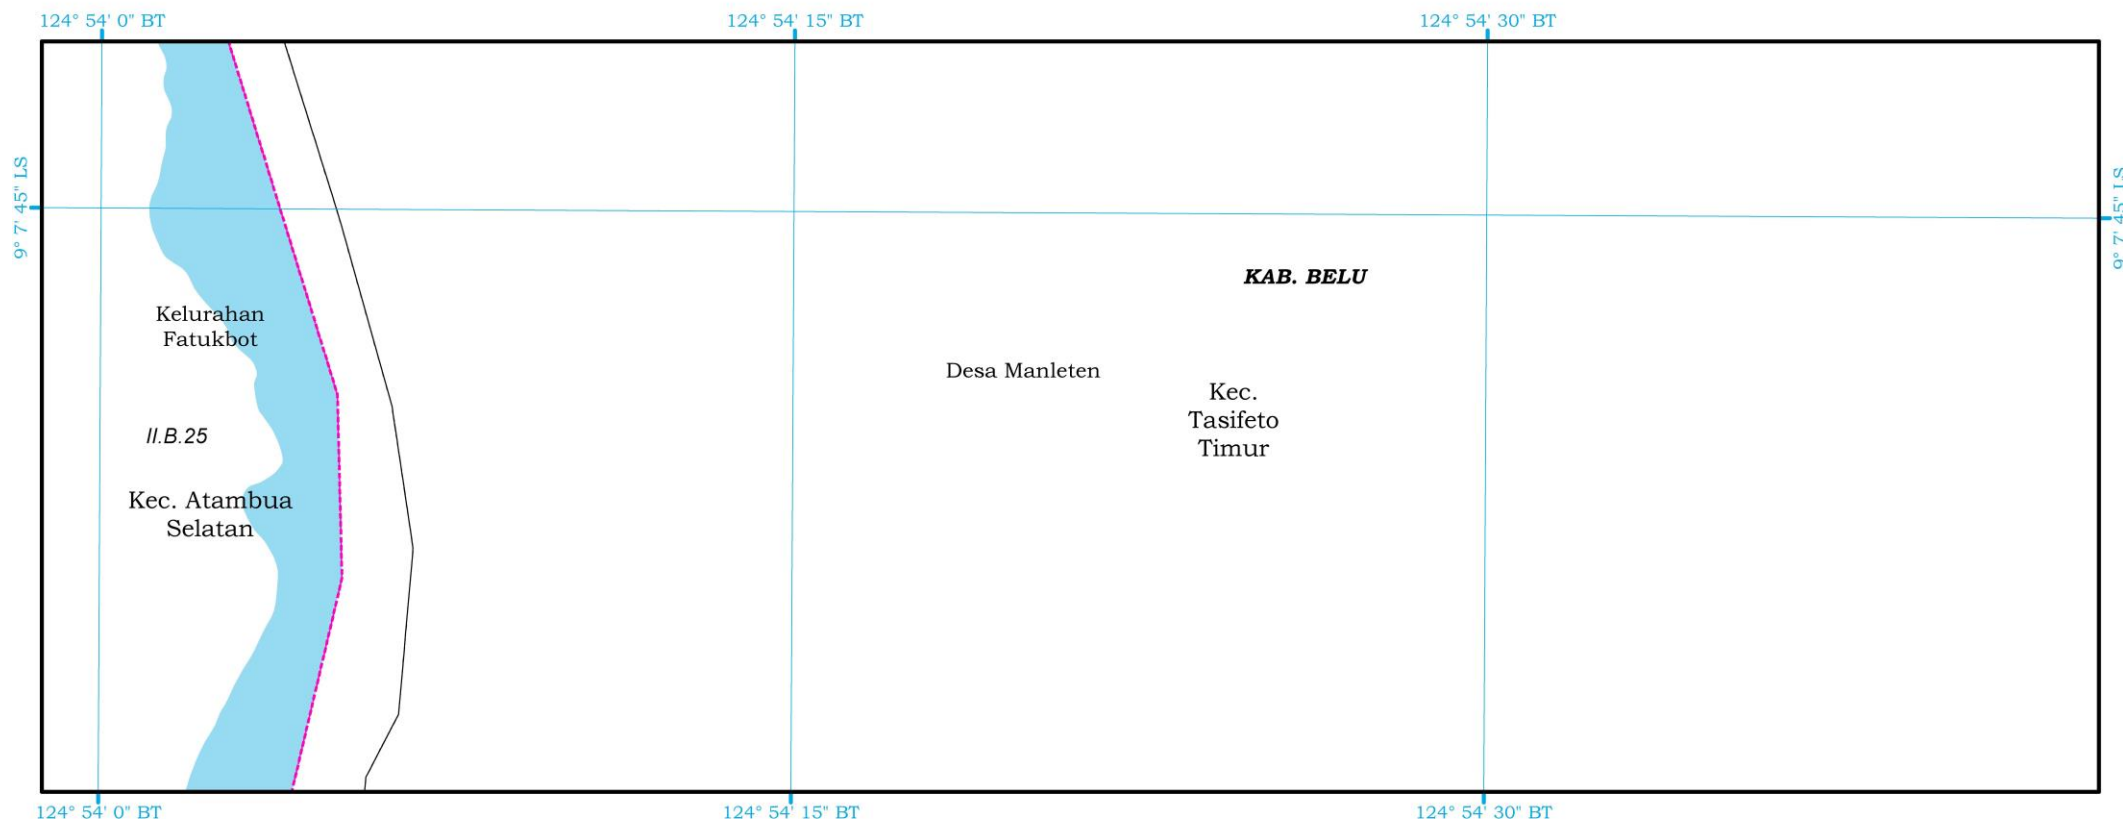 124° 54' 0" BT
124° 54' 15" BT
124° 54' 30" BT
9° 7' 45" LS
9° 7' 45" LS
KAB. BELU
Kelurahan
Fatukbot
Desa Manleten
Kec.
Tasifeto
Timur
II.B.25
Kec. Atambua
Selatan
124° 54' 0" BT
124° 54' 15" BT
124° 54' 30" BT